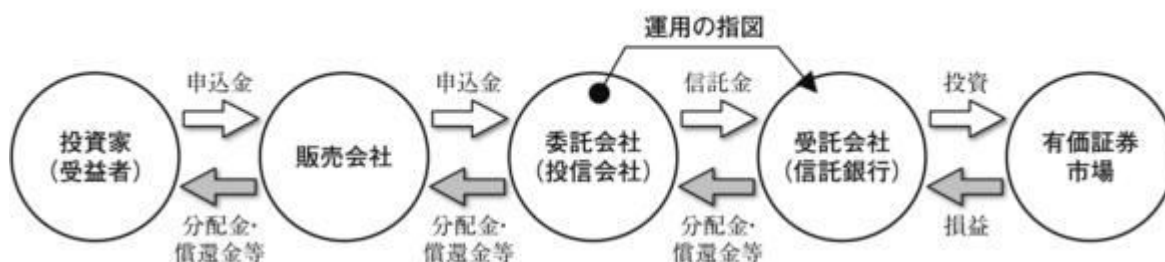 運用の指図
申込金
申込金
信託金
投資
投資家
(受益者)
販売会社
委託会社
(投信会社)
受託会社
(信託銀行)
有価証券
市場
分配金・
償還金等
分配金・
償還金等
分配金・
償還金等
損益